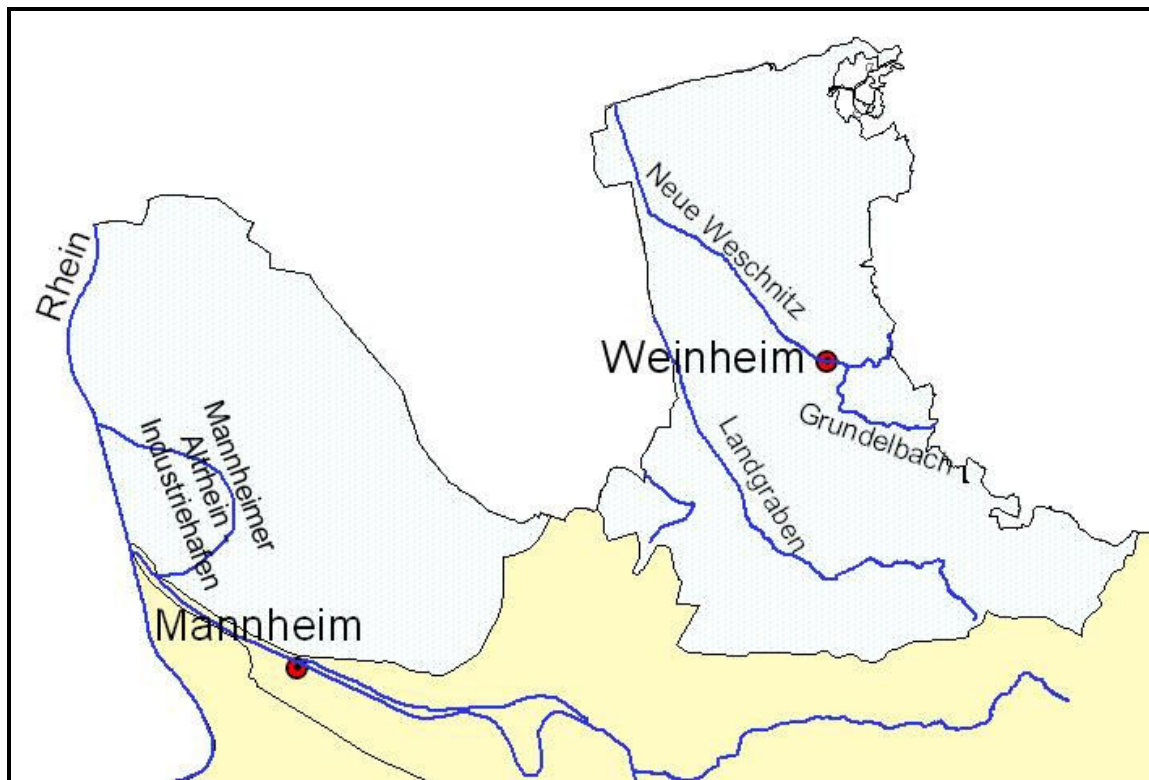 Rhein
Neue Weschnitz
Weinheim
Grundelbach
Landgraben
Mannheimer
Altrhein
Industriehafen
Mannheim